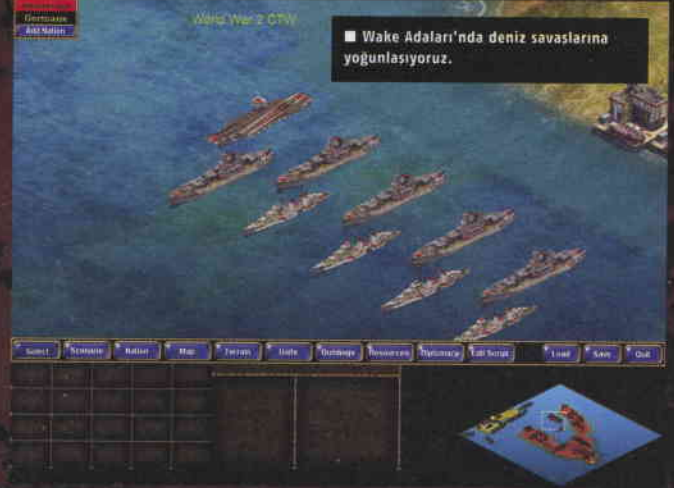 Germans
Add Nation
World War 2 CTW
■ Wake Adaları'nda deniz savaşlarına
yoğunlaşıyoruz.
Select
Scenario
Nation
Map
Terrain
Units
Buildings
Resources
Diplomacy
Edit Script
Load
Save
Quit